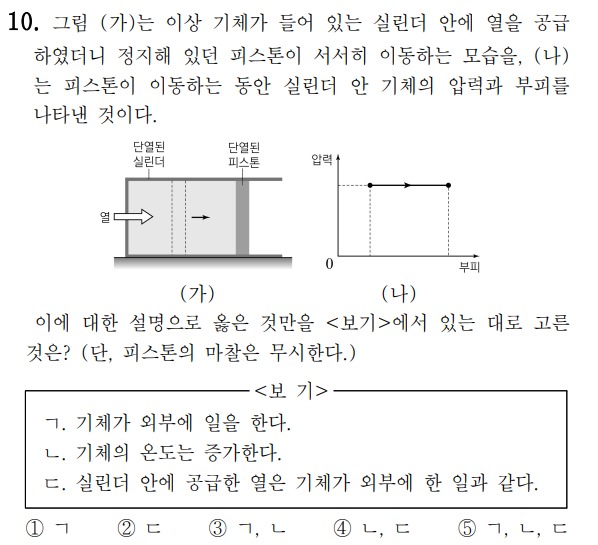 10. 그림 (가)는 이상 기체가 들어 있는 실린더 안에 열을 공급
하였더니 정지해 있던 피스톤이 서서히 이동하는 모습을, (나)
는 피스톤이 이동하는 동안 실린더 안 기체의 압력과 부피를
나타낸 것이다.
단열된
실린더
단열된
피스톤
열
(가)
압력
0
부피
(나)
이에 대한 설명으로 옳은 것만을 <보기>에서 있는 대로 고른
것은? (단, 피스톤의 마찰은 무시한다.)
<보 기>
ㄱ. 기체가 외부에 일을 한다.
ㄴ. 기체의 온도는 증가한다.
ㄷ. 실린더 안에 공급한 열은 기체가 외부에 한 일과 같다.
① ㄱ ② ㄷ ③ ㄱ, ㄴ ④ ㄴ, ㄷ ⑤ ㄱ, ㄴ, ㄷ